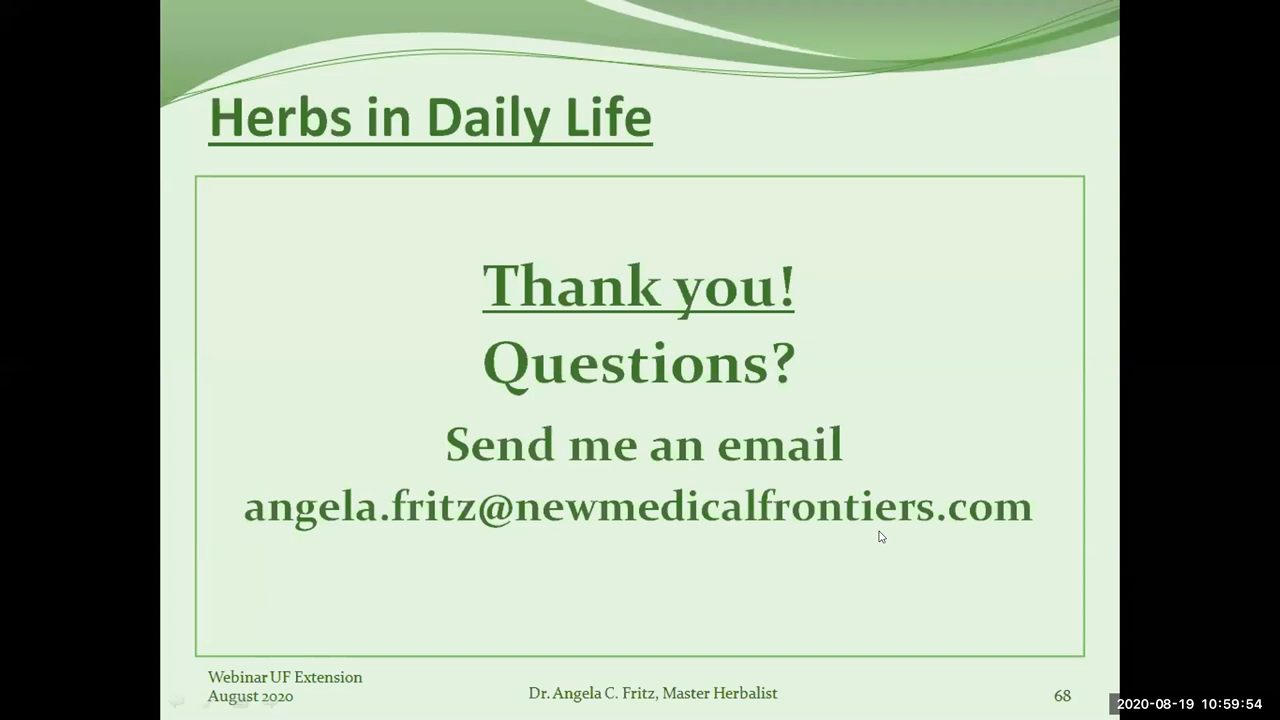 Herbs in Daily Life
Thank you!
Questions?
Send me an email
angela.fritz@newmedicalfrontiers.com
Webinar UF Extension
August 2020
Dr. Angela C. Fritz, Master Herbalist
68
2020-08-19 10:59:54